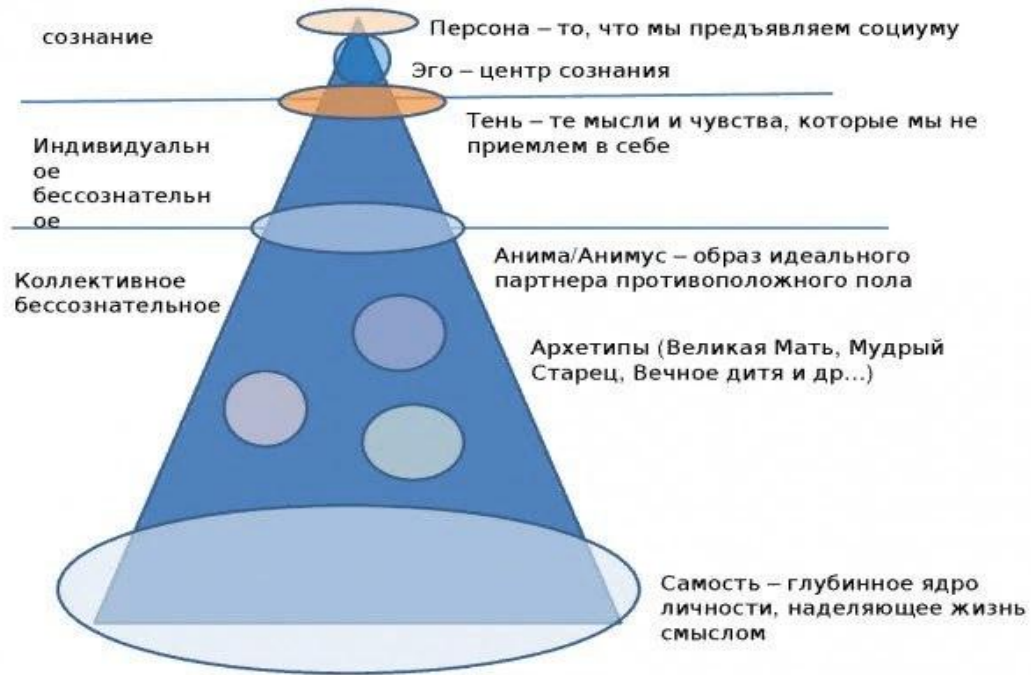 сознание
Персона – то, что мы предъявляем социуму
Эго – центр сознания
Тень – те мысли и чувства, которые мы не
приемлем в себе
Индивидуальн
ое
бессознательн
ое
Анима/Анимус – образ идеального
партнера противоположного пола
Коллективное
бессознательное
Архетипы (Великая Мать, Мудрый
Старец, Вечное дитя и др...)
Самость – глубинное ядро
личности, наделяющее жизнь
смыслом